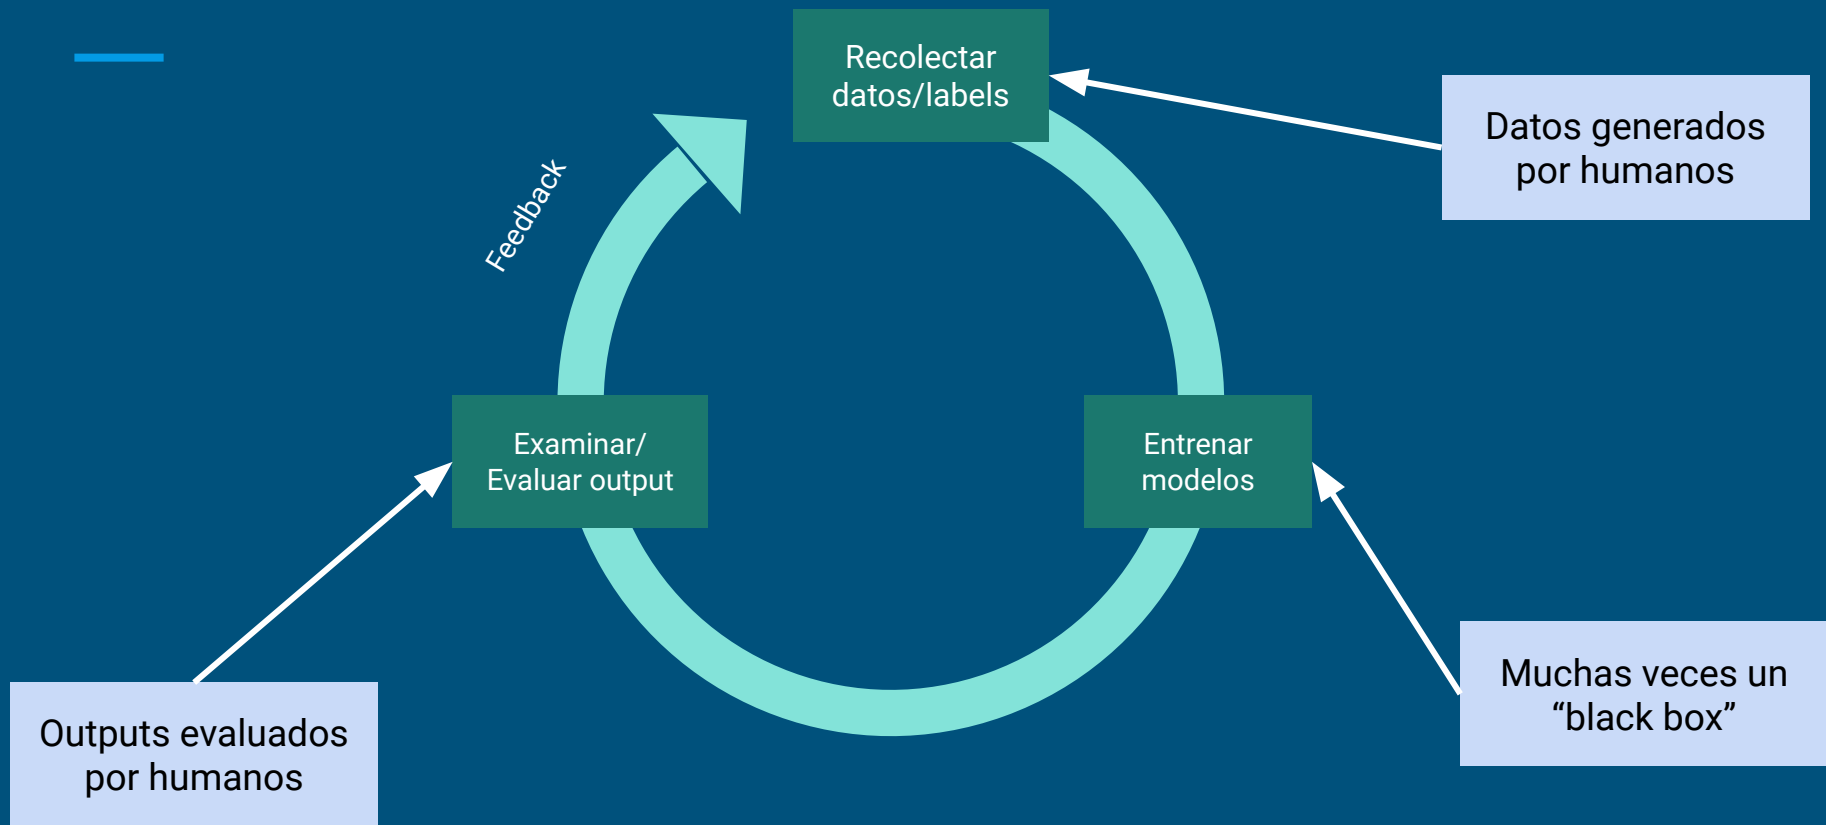 Recolectar
datos/labels
Datos generados
por humanos
Feedback
Examinar/
Evaluar output
Entrenar
modelos
Muchas veces un
“black box”
Outputs evaluados
por humanos